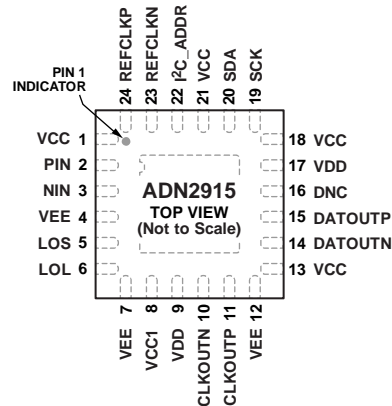 24 REFCLKP
23 REFCLKN
22 I²C_ADDR
21 VCC
20 SDA
19 SCK
PIN 1
INDICATOR
VCC 1
PIN 2
NIN 3
VEE 4
LOS 5
LOL 6
ADN2915
TOP VIEW
(Not to Scale)
18 VCC
17 VDD
16 DNC
15 DATOUTP
14 DATOUTN
13 VCC
VEE 7
VCC1 8
VDD 9
CLKOUTN 10
CLKOUTP 11
VEE 12